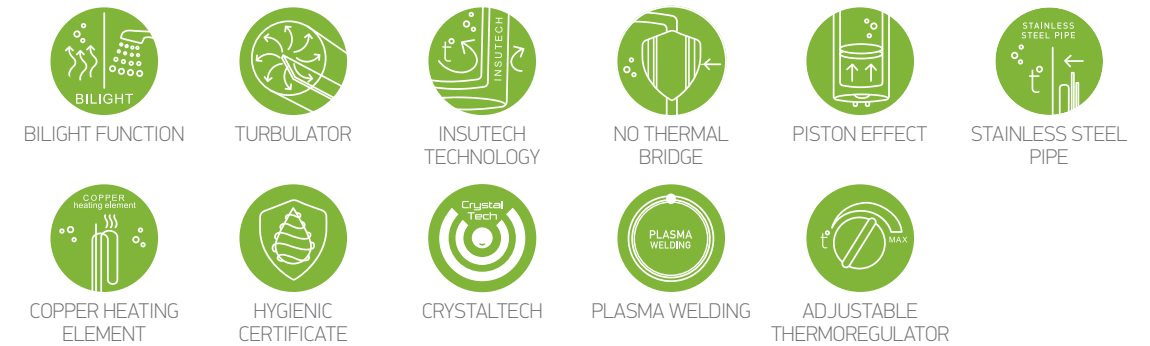 BILIGHT
INSUTECH
t°
STAINLESS
STEEL PIPE
t°
BILIGHT FUNCTION
TURBULATOR
INSUTECH
TECHNOLOGY
NO THERMAL
BRIDGE
PISTON EFFECT
STAINLESS STEEL
PIPE
COPPER
heating element
Crystal
Tech
PLASMA
WELDING
t°
MAX
COPPER HEATING
ELEMENT
HYGIENIC
CERTIFICATE
CRYSTALTECH
PLASMA WELDING
ADJUSTABLE
THERMOREGULATOR